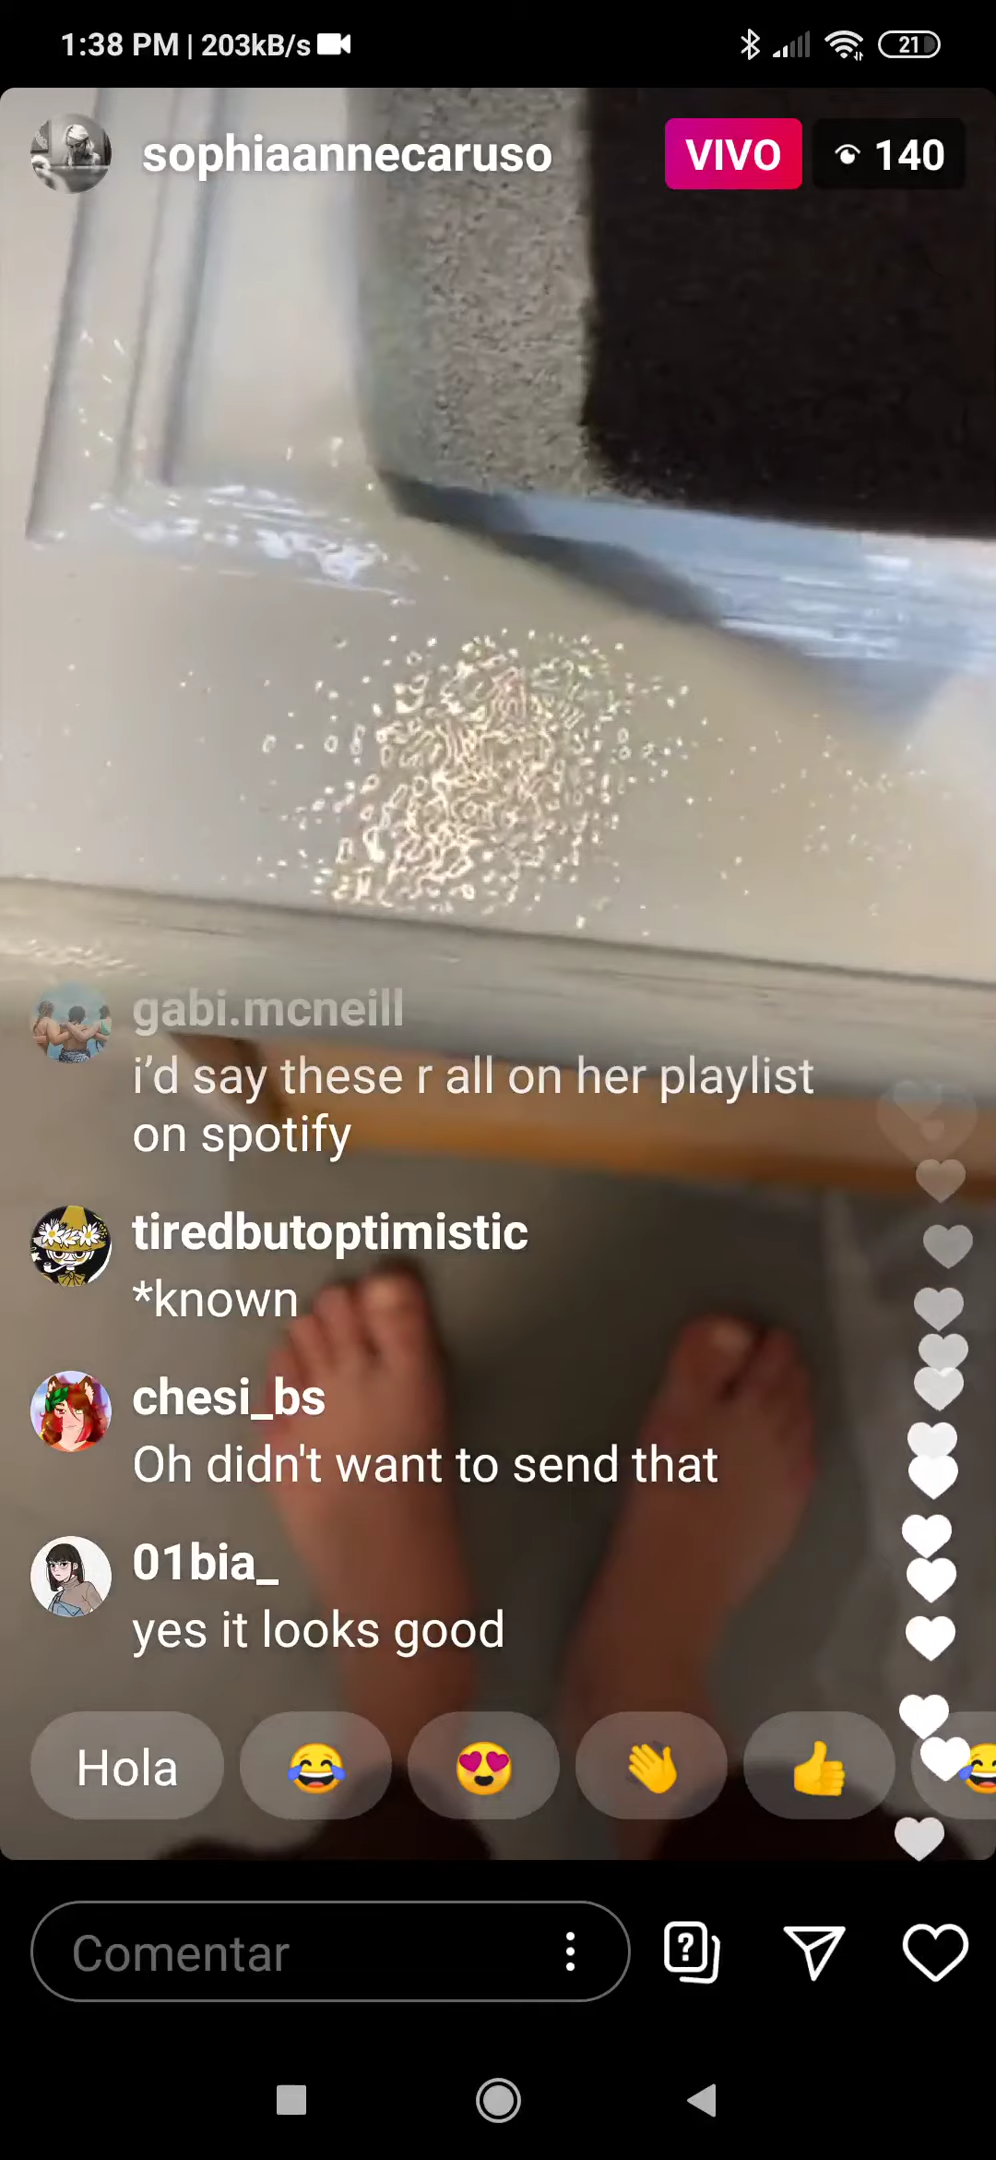 1:38 PM | 203kB/s
21
sophiaannecaruso
VIVO
140
gabi.mcneill
i’d say these r all on her playlist
on spotify
tiredbutoptimistic
*known
chesi_bs
Oh didn't want to send that
01bia_
yes it looks good
Hola
Comentar